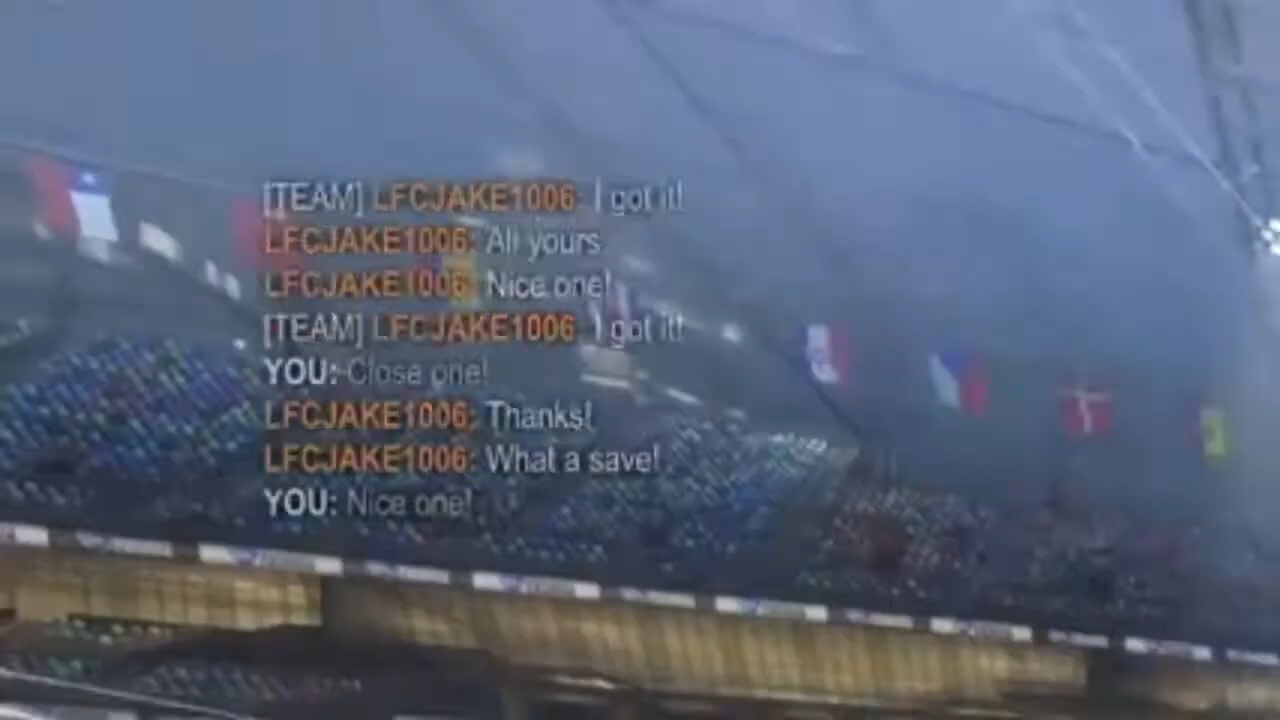 [TEAM] LFCJAKE1006: I got it!
LFCJAKE1006: All yours
LFCJAKE1006: Nice one!
[TEAM] LFCJAKE1006: I got it!
YOU: Close one!
LFCJAKE1006: Thanks!
LFCJAKE1006: What a save!
YOU: Nice one!